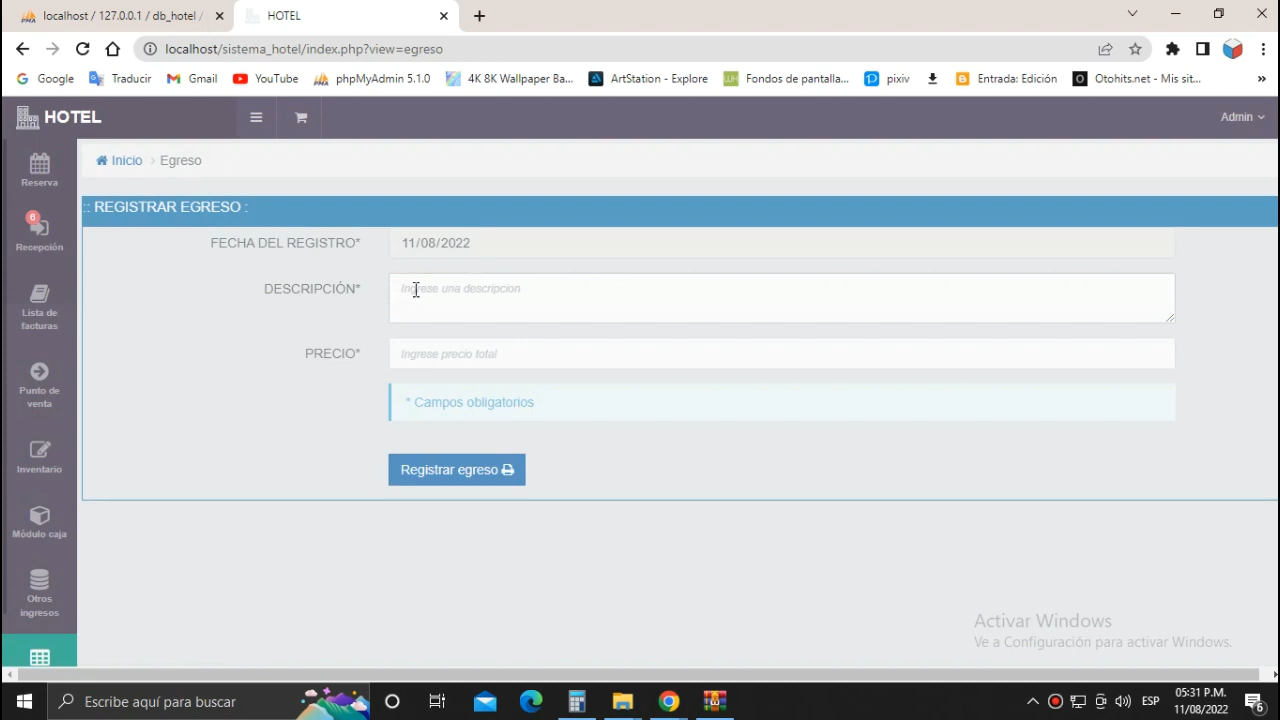 localhost / 127.0.0.1 / db_hotel /
HOTEL
localhost/sistema_hotel/index.php?view=egreso
Google
Traducir
Gmail
YouTube
phpMyAdmin 5.1.0
4K 8K Wallpaper Ba...
ArtStation - Explore
Fondos de pantalla...
pixiv
Entrada: Edición
Otohits.net - Mis sit...
»
HOTEL
Admin
Inicio > Egreso
Reserva
:: REGISTRAR EGRESO :
6
Recepción
FECHA DEL REGISTRO*
11/08/2022
DESCRIPCIÓN*
Ingrese una descripcion
Lista de
facturas
PRECIO*
Ingrese precio total
Punto de
venta
* Campos obligatorios
Inventario
Registrar egreso
Módulo caja
Otros
ingresos
Activar Windows
Ve a Configuración para activar Windows.
Escribe aquí para buscar
ESP
05:31 P.M.
11/08/2022
6